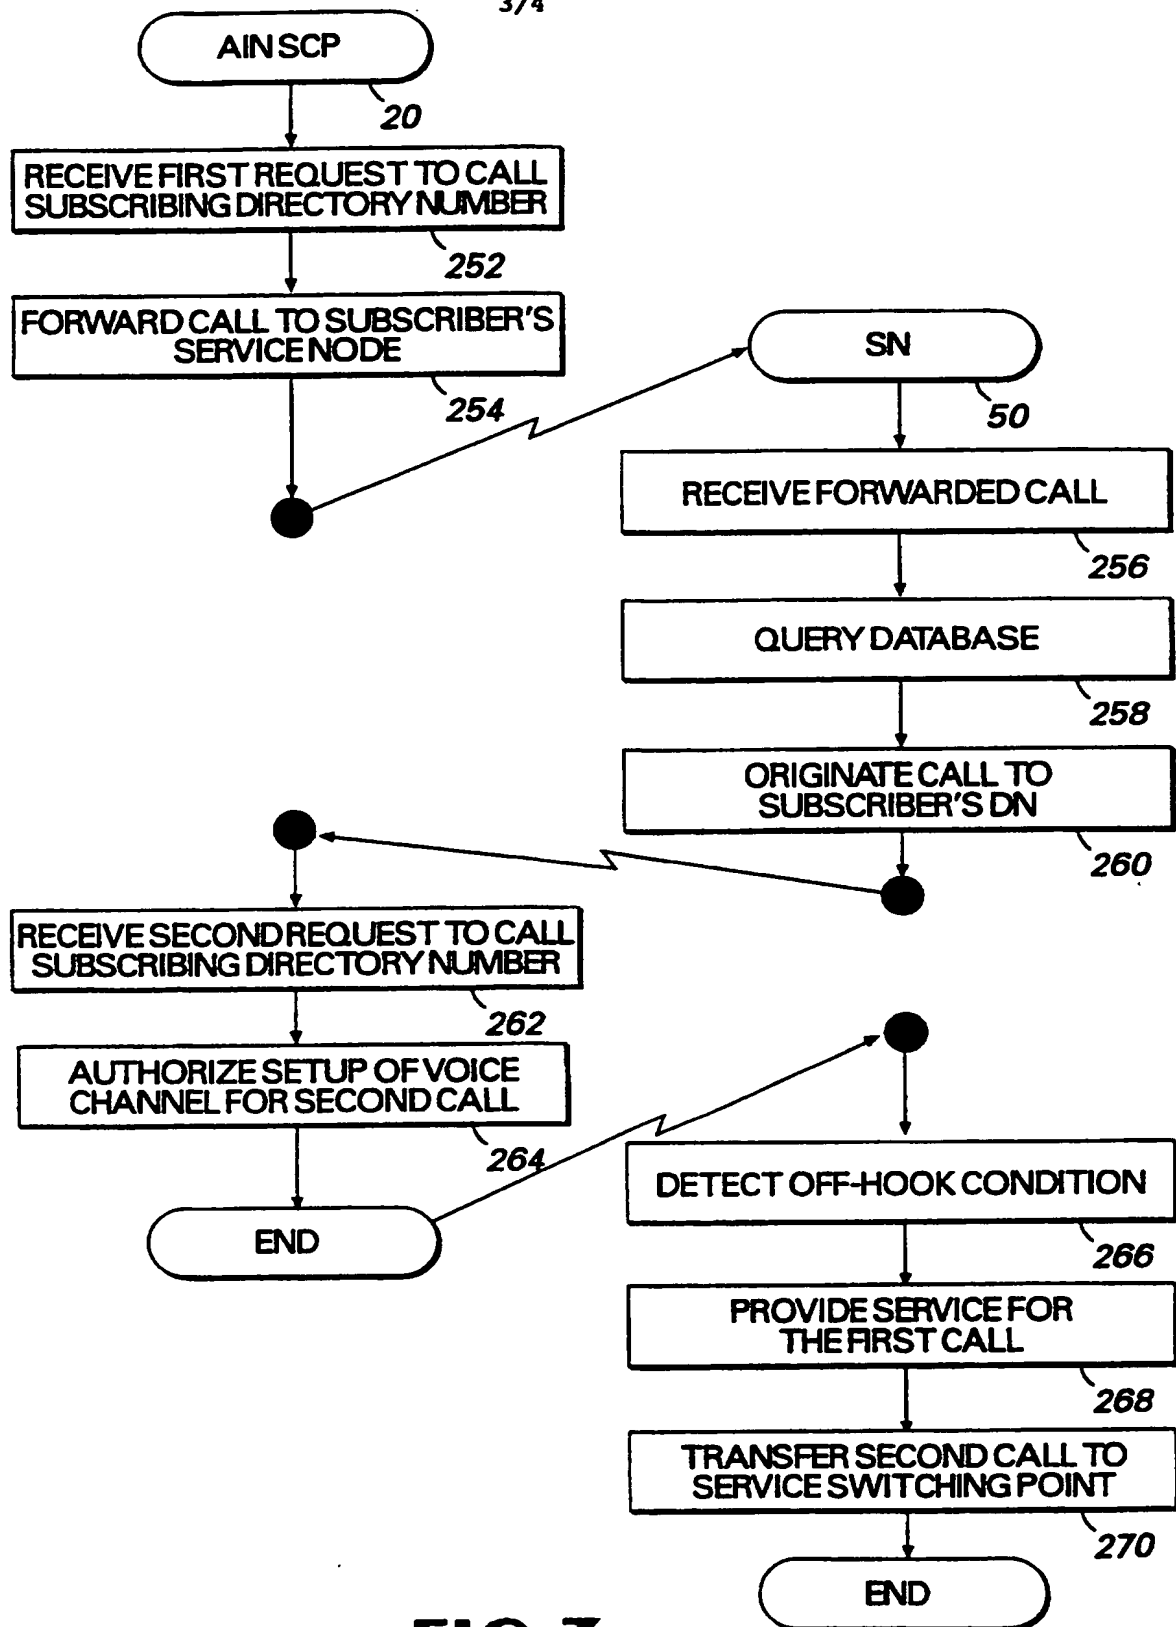 3/4
AIN SCP
20
RECEIVE FIRST REQUEST TO CALL
SUBSCRIBING DIRECTORY NUMBER
252
FORWARD CALL TO SUBSCRIBER'S
SERVICE NODE
254
SN
50
RECEIVE FORWARDED CALL
256
QUERY DATABASE
258
ORIGINATE CALL TO
SUBSCRIBER'S DN
260
RECEIVE SECOND REQUEST TO CALL
SUBSCRIBING DIRECTORY NUMBER
262
AUTHORIZE SETUP OF VOICE
CHANNEL FOR SECOND CALL
264
END
DETECT OFF-HOOK CONDITION
266
PROVIDE SERVICE FOR
THE FIRST CALL
268
TRANSFER SECOND CALL TO
SERVICE SWITCHING POINT
270
END